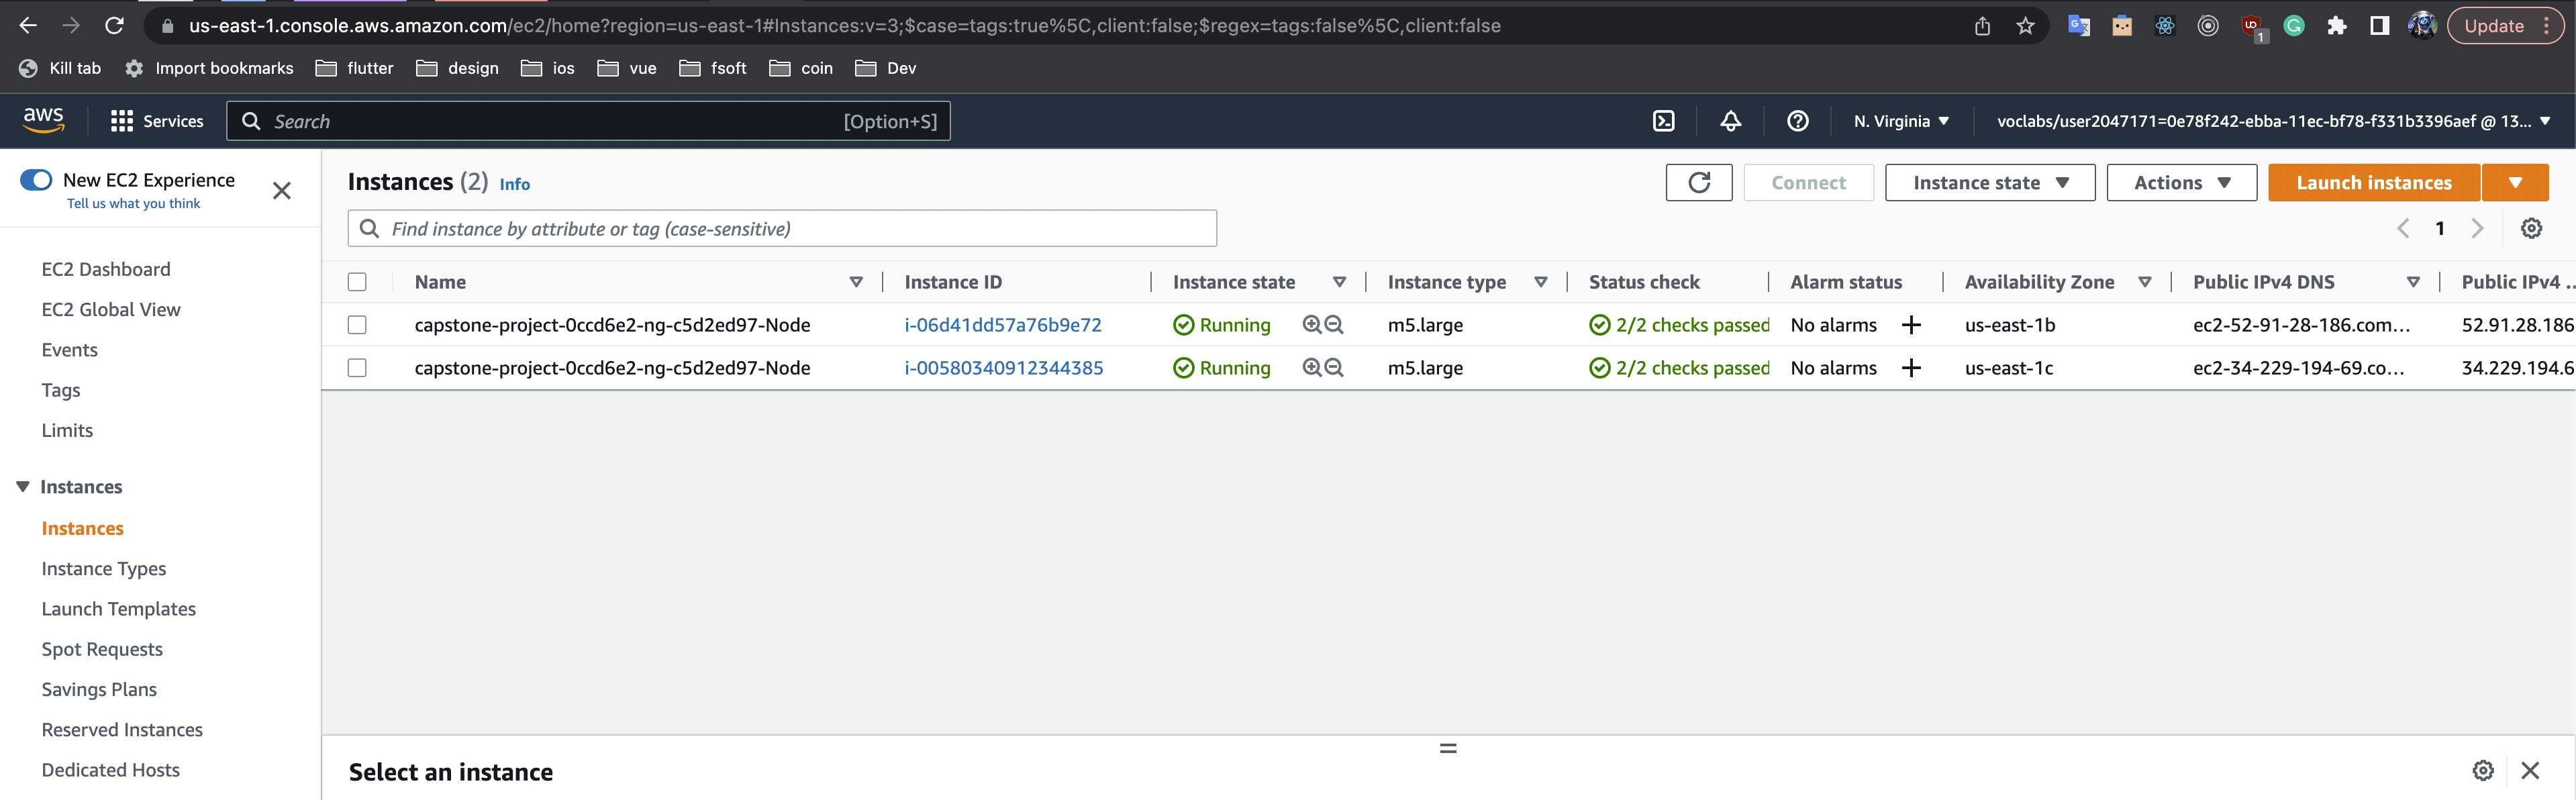 us-east-1.console.aws.amazon.com/ec2/home?region=us-east-1#Instances:v=3;$case=tags:true%5C,client:false;$regex=tags:false%5C,client:false
1
Update
Kill tab
Import bookmarks
flutter
design
ios
vue
fsoft
coin
Dev
aws
Services
Search
[Option+S]
N. Virginia
voclabs/user2047171=0e78f242-ebba-11ec-bf78-f331b3396aef @ 13...
New EC2 Experience
Tell us what you think
EC2 Dashboard
EC2 Global View
Events
Tags
Limits
Instances
Instances
Instance Types
Launch Templates
Spot Requests
Savings Plans
Reserved Instances
Dedicated Hosts
Instances (2) Info
Connect
Instance state
Actions
Launch instances
Find instance by attribute or tag (case-sensitive)
1
Name Instance ID Instance state Instance type Status check Alarm status Availability Zone Public IPv4 DNS Public IPv4 ...
capstone-project-0ccd6e2-ng-c5d2ed97-Node i-06d41dd57a76b9e72 Running m5.large 2/2 checks passed No alarms us-east-1b ec2-52-91-28-186.com... 52.91.28.186
capstone-project-0ccd6e2-ng-c5d2ed97-Node i-00580340912344385 Running m5.large 2/2 checks passed No alarms us-east-1c ec2-34-229-194-69.co... 34.229.194.6
Select an instance